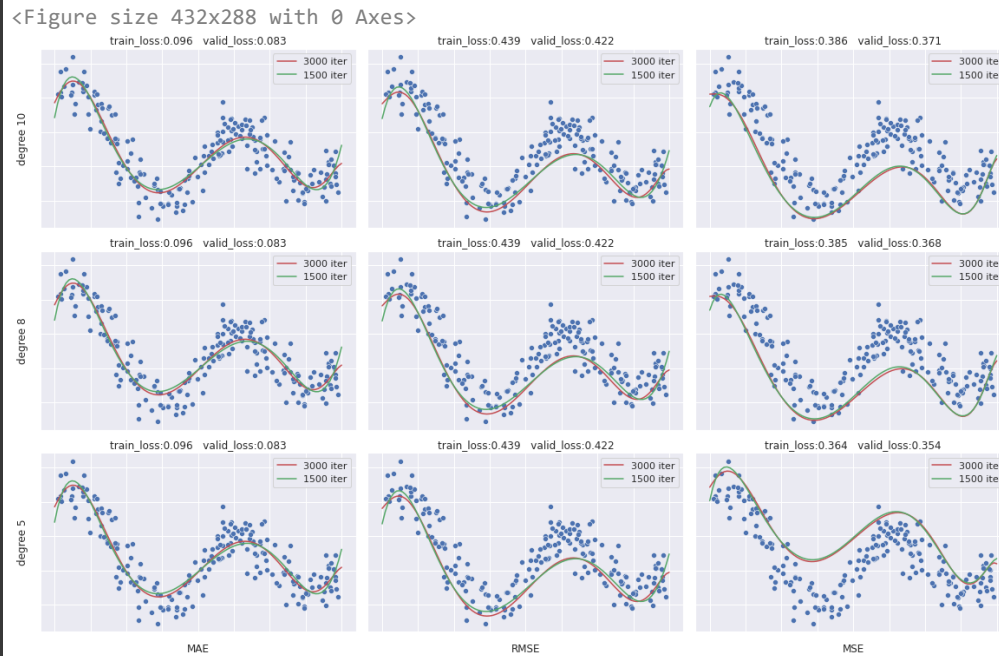 <Figure size 432x288 with 0 Axes>
train_loss:0.096 valid_loss:0.083
train_loss:0.439 valid_loss:0.422
train_loss:0.386 valid_loss:0.371
degree 10
3000 iter
1500 iter
3000 iter
1500 iter
3000 ite
1500 ite
train_loss:0.096 valid_loss:0.083
train_loss:0.439 valid_loss:0.422
train_loss:0.385 valid_loss:0.368
degree 8
3000 iter
1500 iter
3000 iter
1500 iter
3000 ite
1500 ite
train_loss:0.096 valid_loss:0.083
train_loss:0.439 valid_loss:0.422
train_loss:0.364 valid_loss:0.354
degree 5
3000 iter
1500 iter
3000 iter
1500 iter
3000 ite
1500 ite
MAE
RMSE
MSE